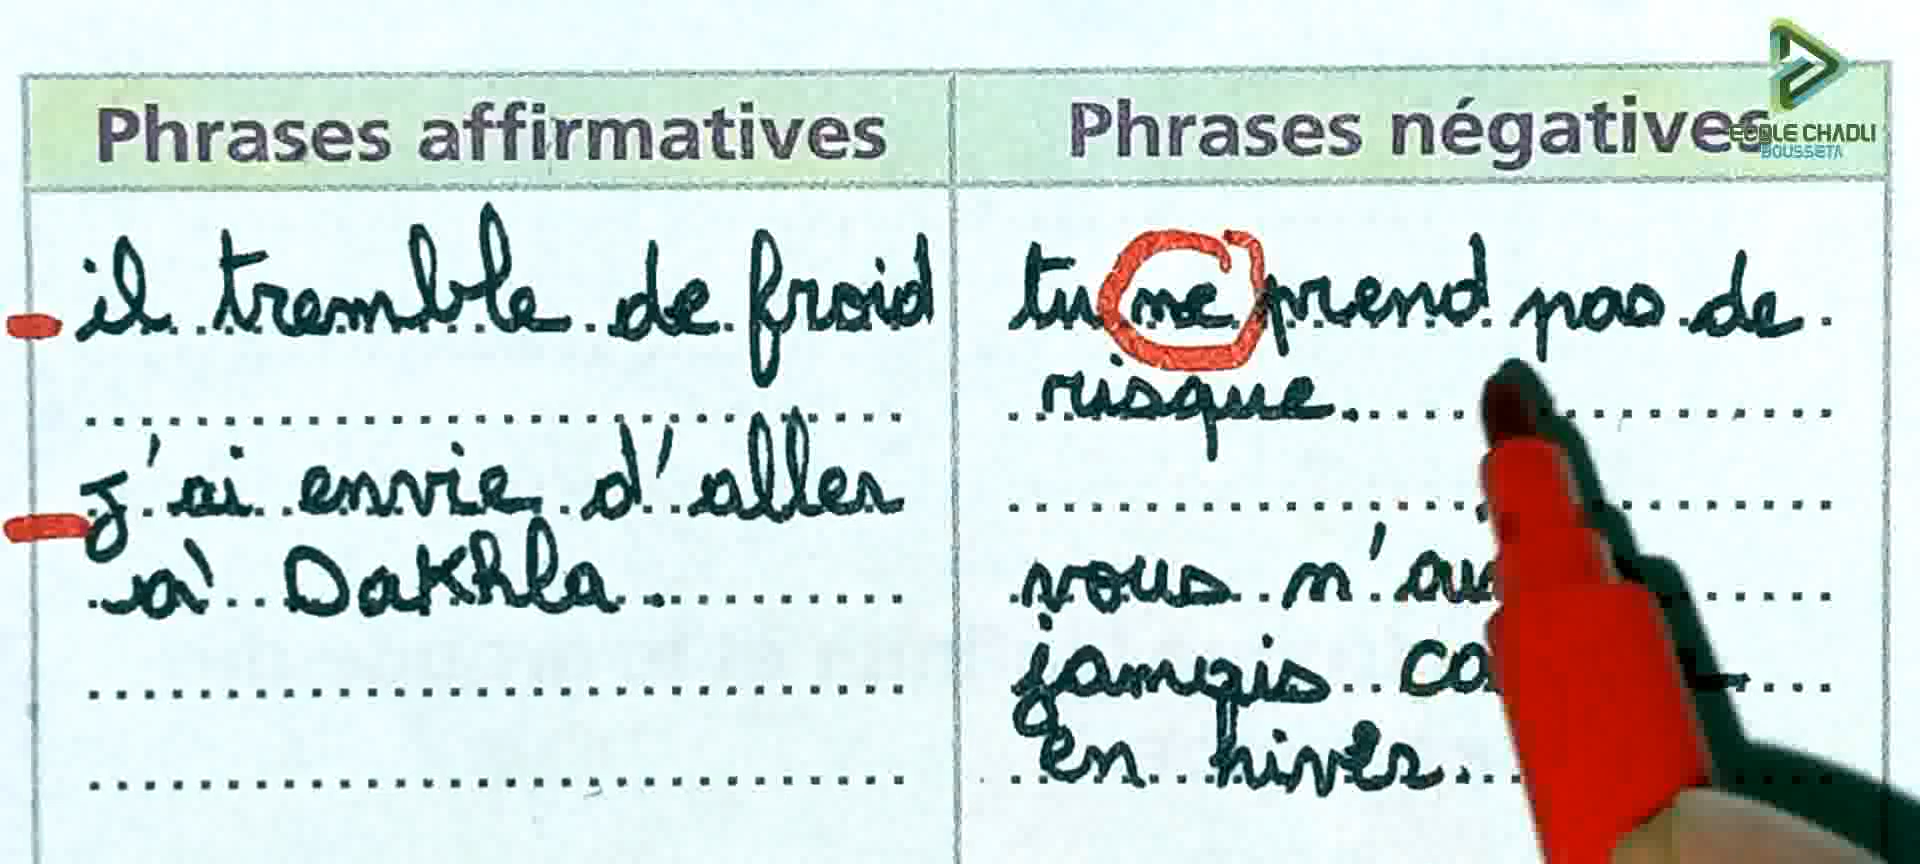 Phrases affirmatives
Phrases négatives
ECOLE CHADLI
BOUSSETA
il tremble de froid
j'ai envie d'aller
à Dakhla.
tu ne prend pas de
risque.
vous n'
jamais
en hiver.